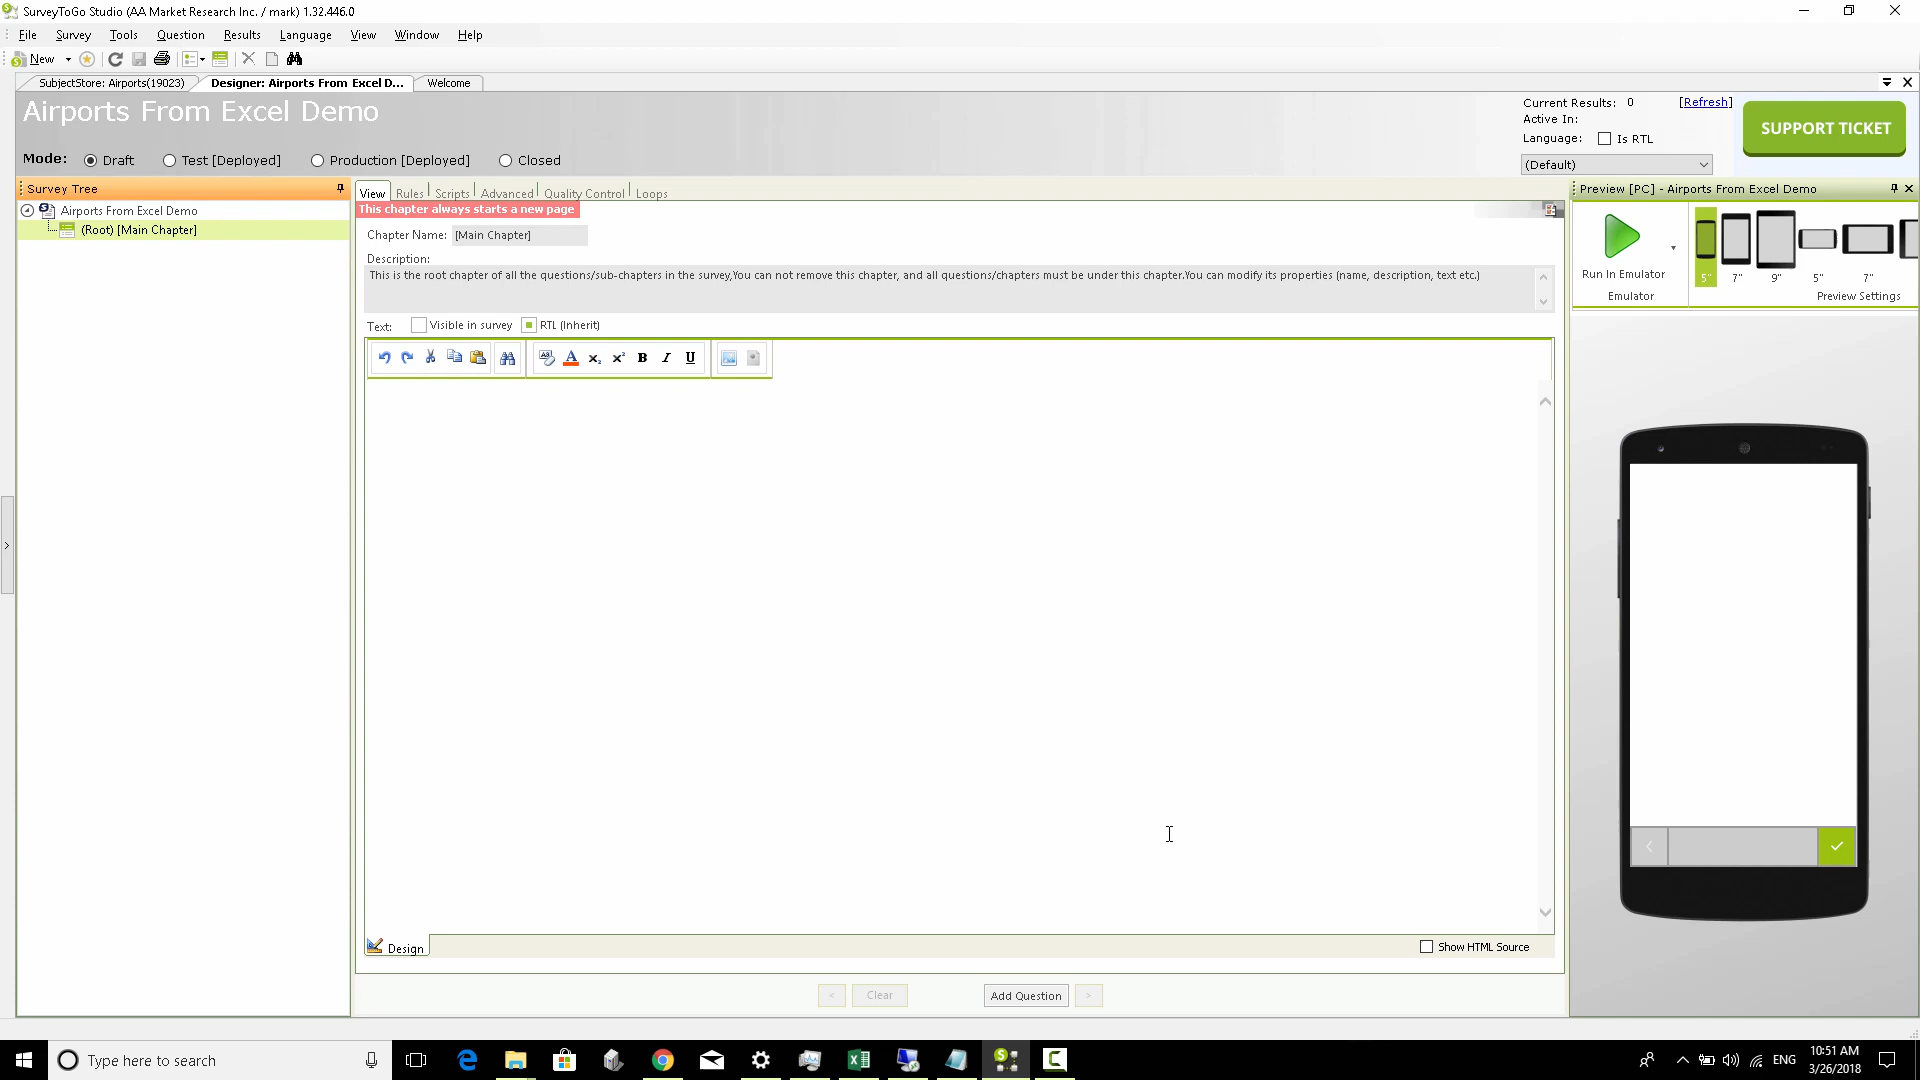 SurveyToGo Studio (AA Market Research Inc. / mark) 1.32.446.0
File Survey Tools Question Results Language View Window Help
New
SubjectStore: Airports(19023) Designer: Airports From Excel D... Welcome
Airports From Excel Demo
Current Results: 0 [Refresh]
Active In:
Language: Is RTL
(Default)
SUPPORT TICKET
Mode: Draft Test [Deployed] Production [Deployed] Closed
Survey Tree
Airports From Excel Demo
(Root) [Main Chapter]
View Rules Scripts Advanced Quality Control Loops
This chapter always starts a new page
Chapter Name: [Main Chapter]
Description:
This is the root chapter of all the questions/sub-chapters in the survey,You can not remove this chapter, and all questions/chapters must be under this chapter.You can modify its properties (name, description, text etc.)
Text: Visible in survey RTL (Inherit)
Design
Show HTML Source
< Clear Add Question >
Preview [PC] - Airports From Excel Demo
Run In Emulator
5" 7" 9" 5" 7"
Emulator Preview Settings
Type here to search
ENG
10:51 AM
3/26/2018